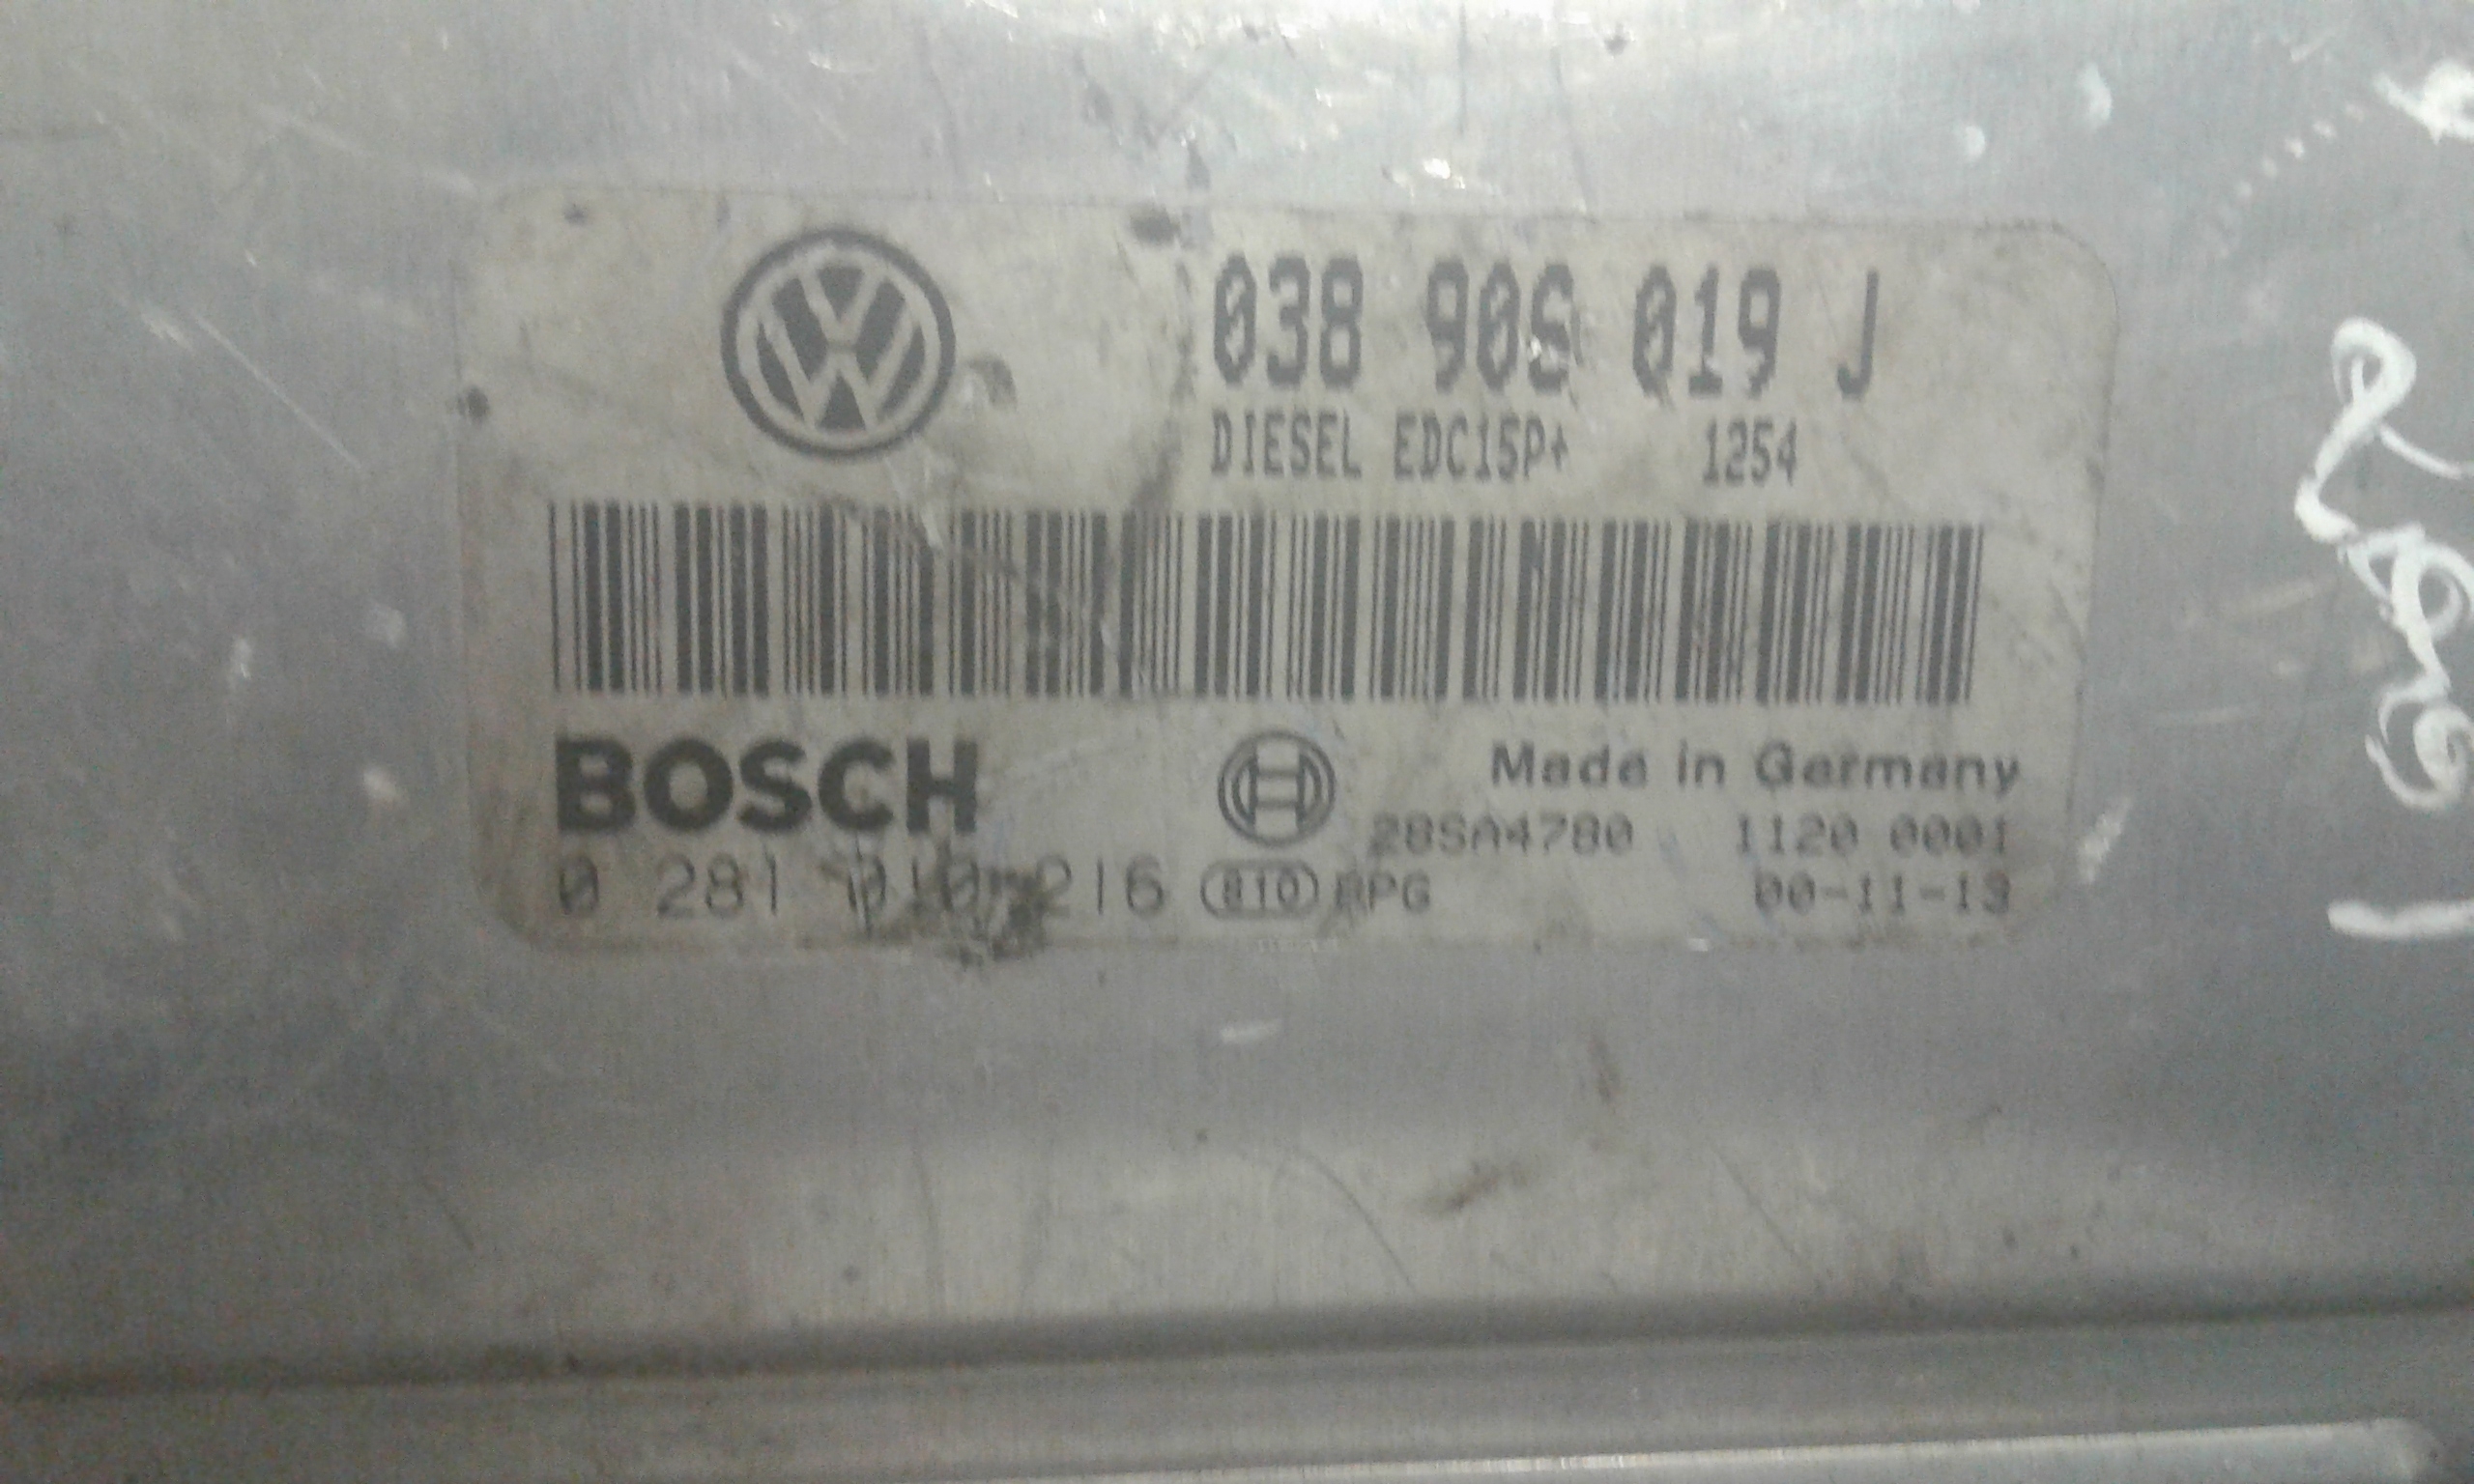 038 906 019 J
DIESEL EDC15P+ 1254
BOSCH
Made in Germany
28SA4780 1120 0001
0 281 010 216 810 00-11-13